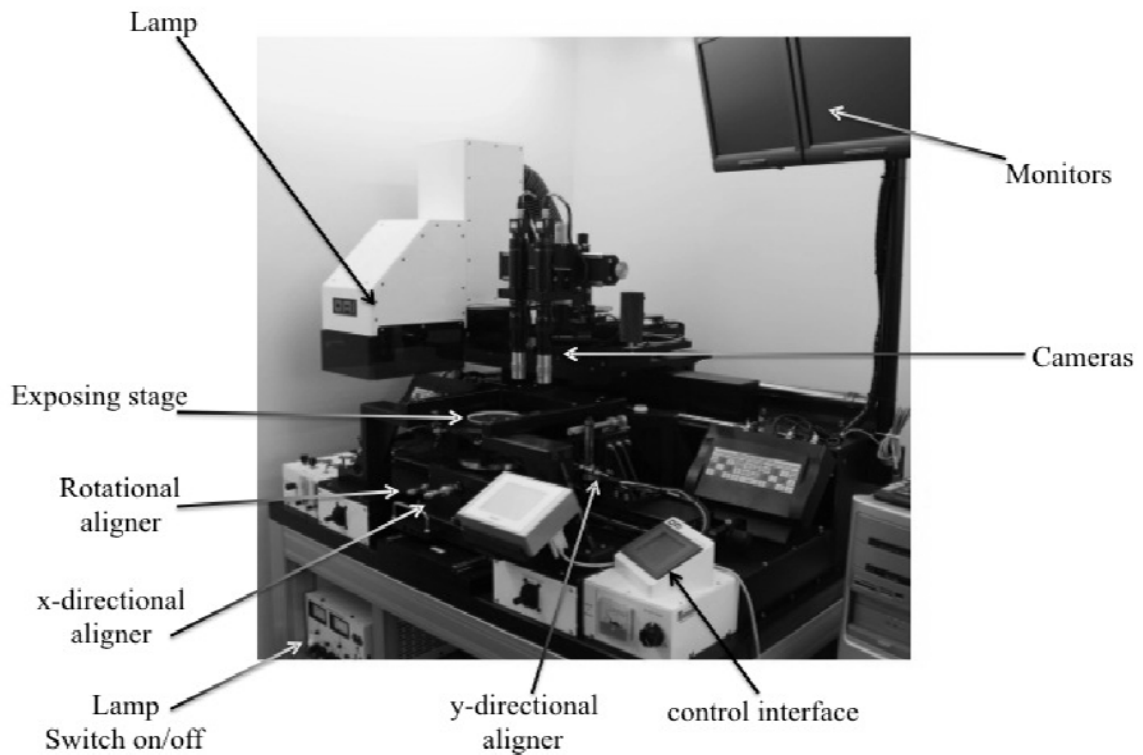 Lamp
Monitors
Cameras
Exposing stage
Rotational
aligner
x-directional
aligner
Lamp
Switch on/off
y-directional
aligner
control interface